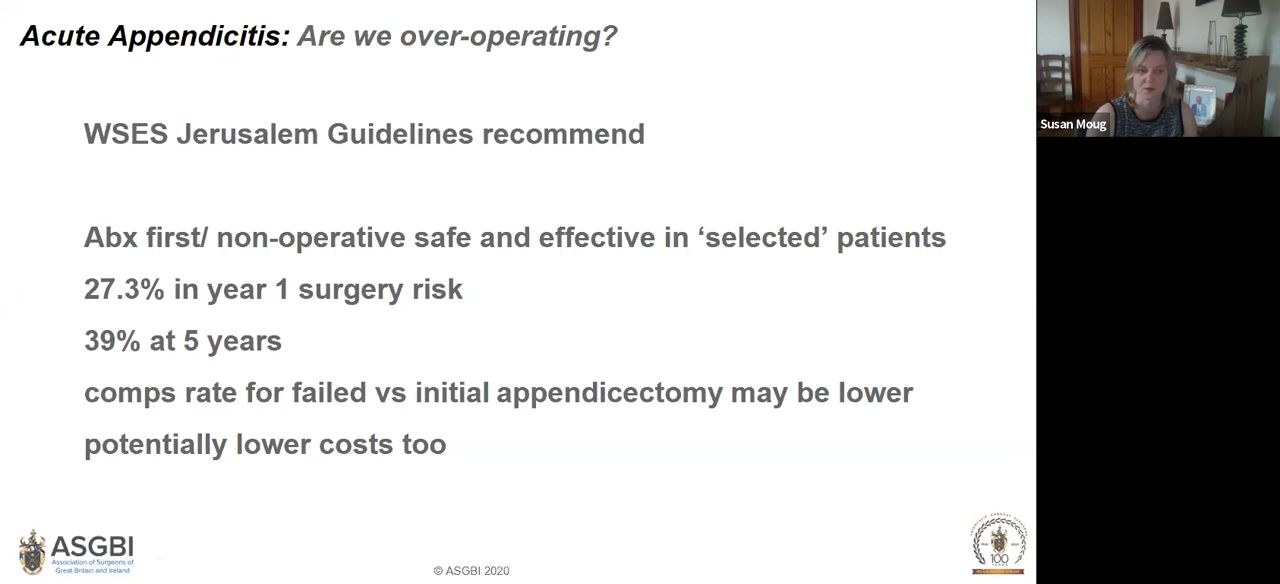 Acute Appendicitis: Are we over-operating?
Susan Moug
WSES Jerusalem Guidelines recommend
Abx first/ non-operative safe and effective in ‘selected’ patients
27.3% in year 1 surgery risk
39% at 5 years
comps rate for failed vs initial appendicectomy may be lower
potentially lower costs too
ASGBI
Association of Surgeons of
Great Britain and Ireland
© ASGBI 2020
100